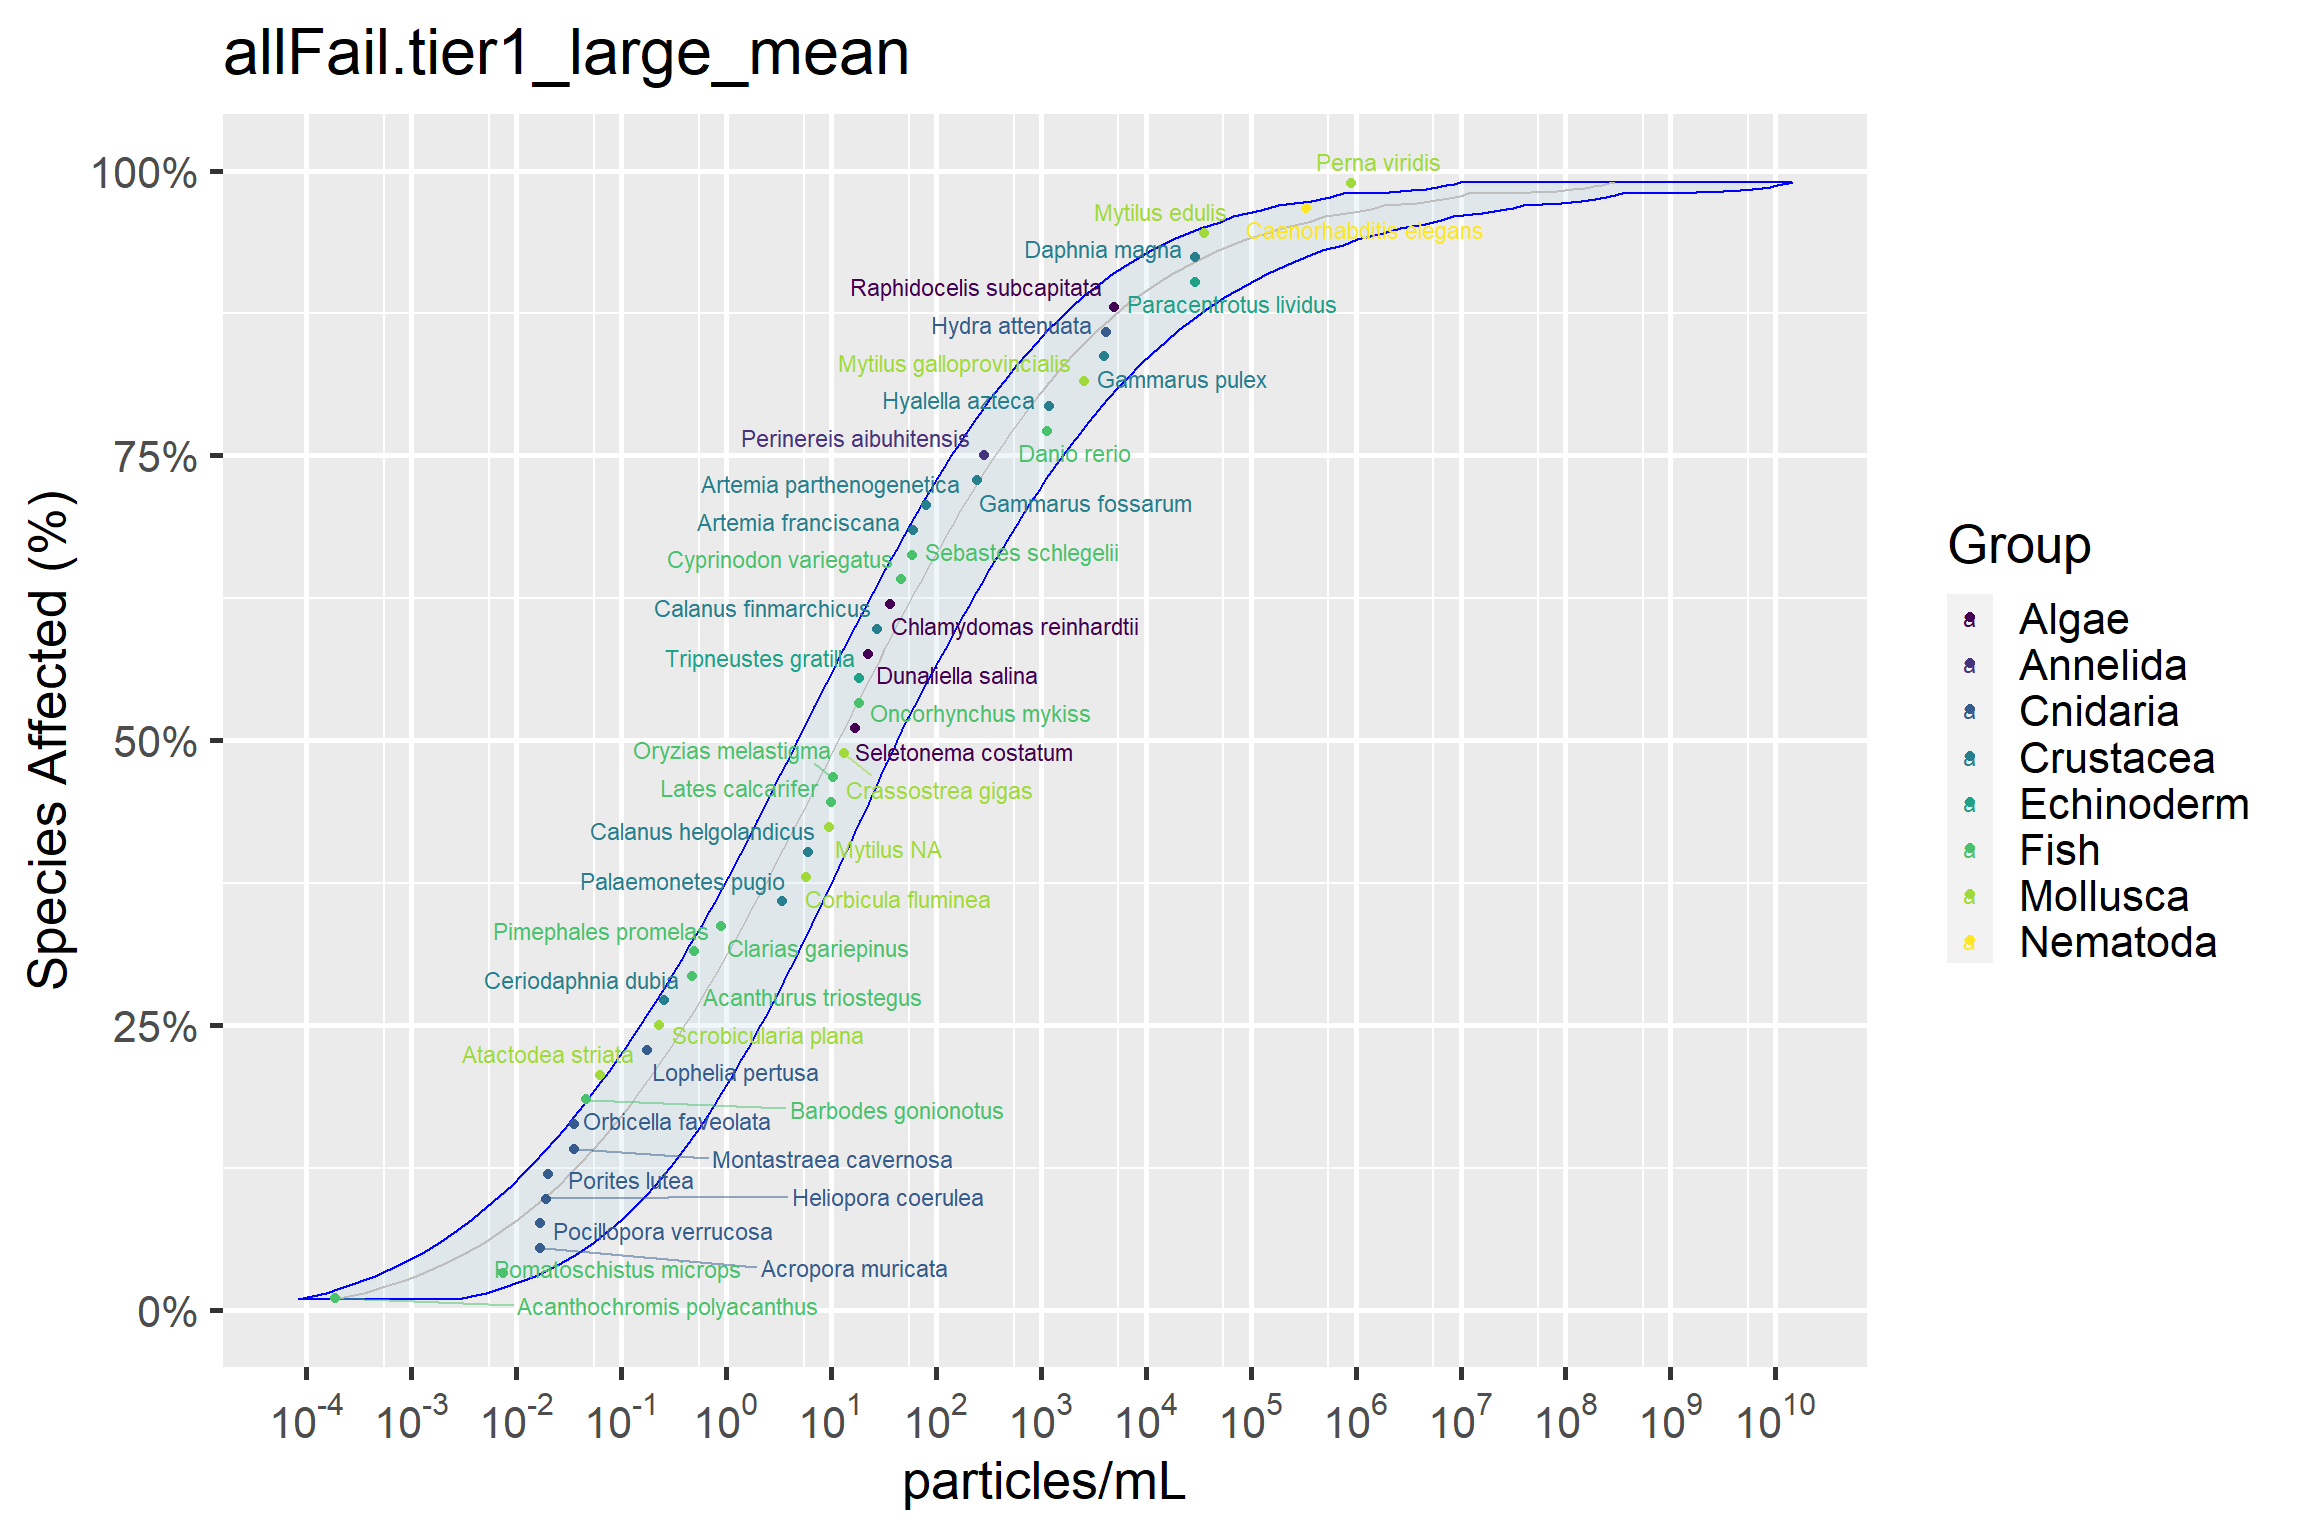 allFail.tier1_large_mean
Species Affected (%)
100%
75%
50%
25%
0%
Perna viridis
Mytilus edulis
Caenorhabditis elegans
Daphnia magna
Raphidocelis subcapitata
Paracentrotus lividus
Hydra attenuata
Mytilus galloprovincialis
Gammarus pulex
Hyalella azteca
Perinereis aibuhitensis
Danio rerio
Artemia parthenogenetica
Gammarus fossarum
Artemia franciscana
Sebastes schlegelii
Cyprinodon variegatus
Calanus finmarchicus
Chlamydomas reinhardtii
Tripneustes gratilla
Dunaliella salina
Oncorhynchus mykiss
Oryzias melastigma
Seletonema costatum
Lates calcarifer
Crassostrea gigas
Calanus helgolandicus
Mytilus NA
Palaemonetes pugio
Corbicula fluminea
Pimephales promelas
Clarias gariepinus
Ceriodaphnia dubia
Acanthurus triostegus
Scrobicularia plana
Atactodea striata
Lophelia pertusa
Barbodes gonionotus
Orbicella faveolata
Montastraea cavernosa
Porites lutea
Heliopora coerulea
Pocillopora verrucosa
Pomatoschistus microps
Acropora muricata
Acanthochromis polyacanthus
10-4 10-3 10-2 10-1 100 101 102 103 104 105 106 107 108 109 1010
particles/mL
Group
a Algae
a Annelida
a Cnidaria
a Crustacea
a Echinoderm
a Fish
a Mollusca
a Nematoda